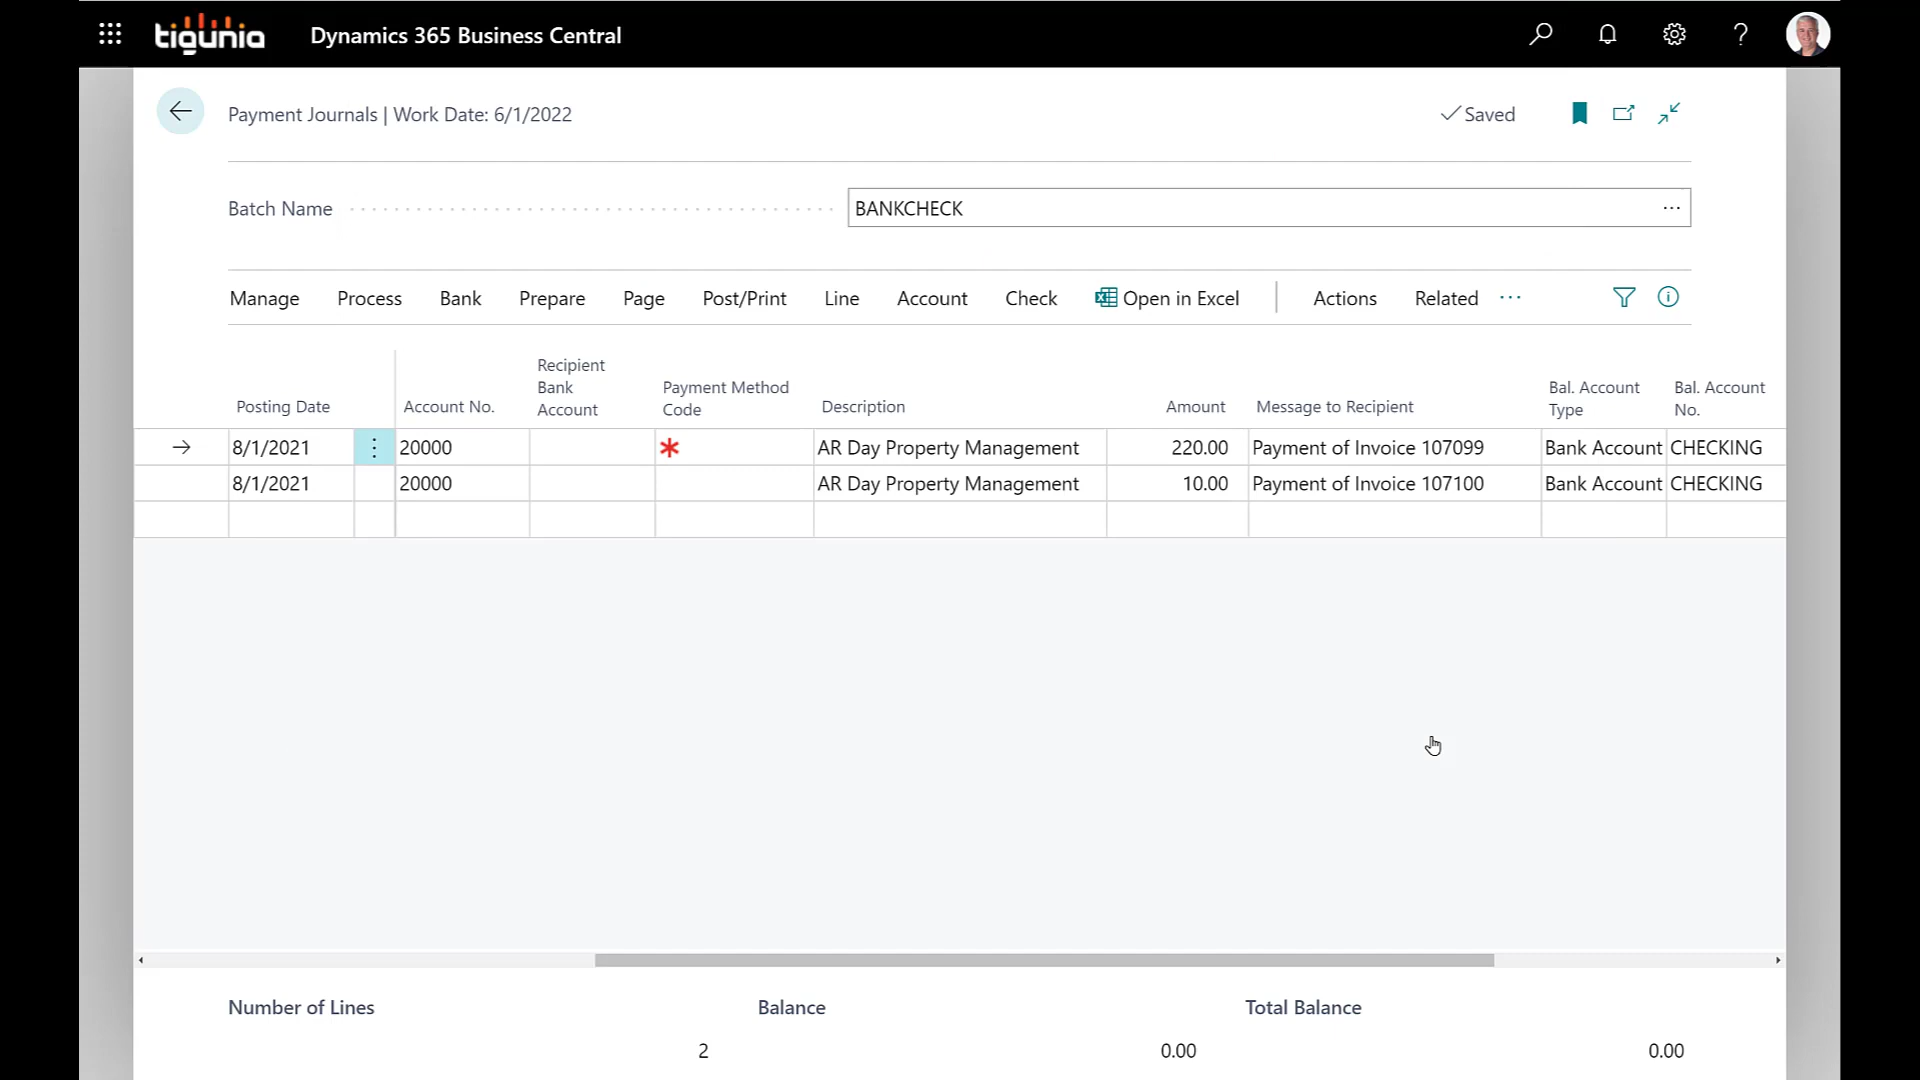 tigunia Dynamics 365 Business Central
Payment Journals | Work Date: 6/1/2022
Saved
Batch Name
BANKCHECK
Manage Process Bank Prepare Page Post/Print Line Account Check Open in Excel Actions Related
Posting Date Account No. Recipient Bank Account Payment Method Code Description Amount Message to Recipient Bal. Account Type Bal. Account No.
8/1/2021 20000 * AR Day Property Management 220.00 Payment of Invoice 107099 Bank Account CHECKING
8/1/2021 20000 AR Day Property Management 10.00 Payment of Invoice 107100 Bank Account CHECKING
Number of Lines Balance Total Balance
2 0.00 0.00